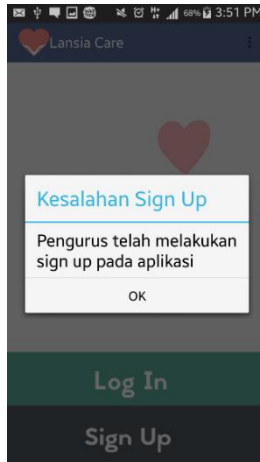 68% 3:51 PM
Lansia Care
Kesalahan Sign Up
Pengurus telah melakukan
sign up pada aplikasi
OK
Log In
Sign Up